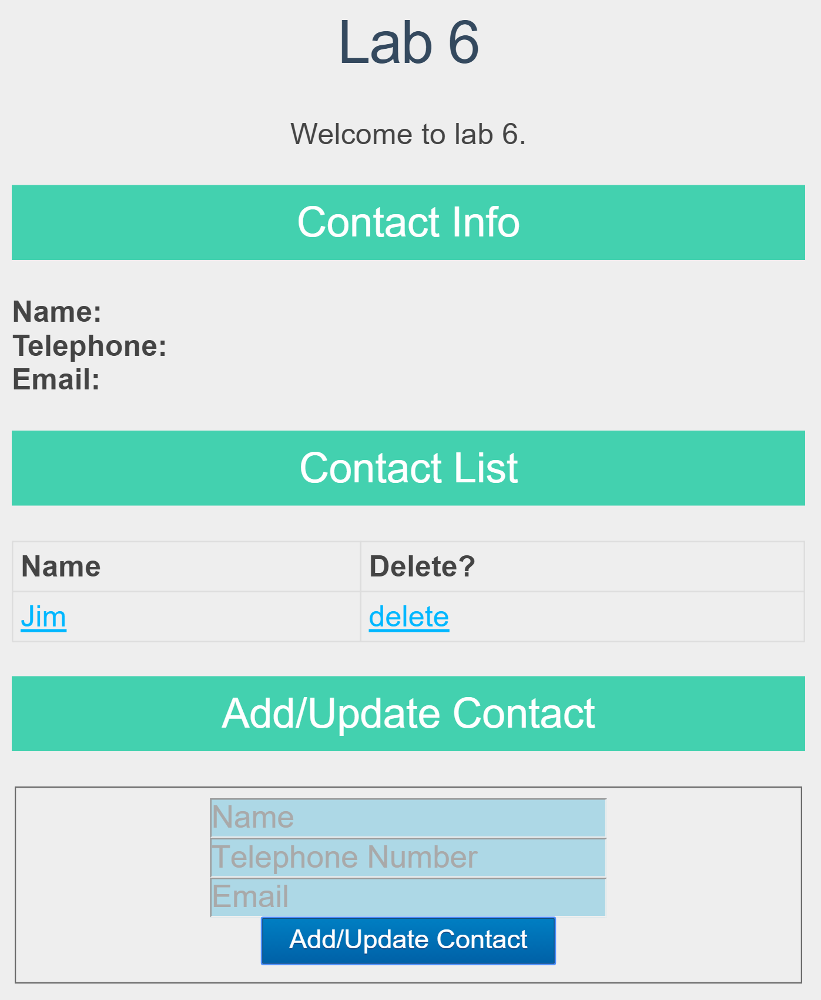 Lab 6
Welcome to lab 6.
Contact Info
Name:
Telephone:
Email:
Contact List
Name Delete?
Jim delete
Add/Update Contact
Name
Telephone Number
Email
Add/Update Contact